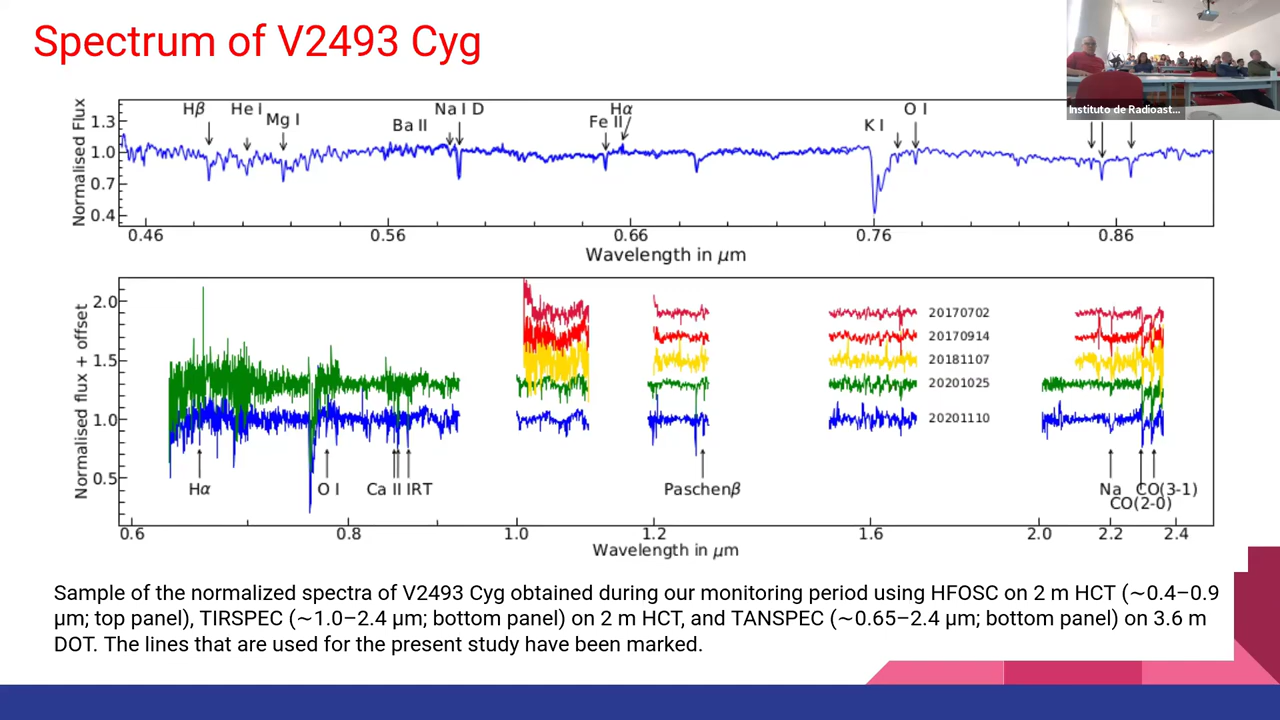 Spectrum of V2493 Cyg
Instituto de Radioast...
Normalised Flux
Hβ He I Mg I Ba II Na I D Fe II Hα K I O I
1.3
1.0
0.7
0.4
0.46 0.56 0.66 0.76 0.86
Wavelength in μm
Normalised flux + offset
2.0
1.5
1.0
0.5
20170702
20170914
20181107
20201025
20201110
Hα O I Ca II IRT Paschenβ Na CO(3-1)
CO(2-0)
0.6 0.8 1.0 1.2 1.6 2.0 2.2 2.4
Wavelength in μm
Sample of the normalized spectra of V2493 Cyg obtained during our monitoring period using HFOSC on 2 m HCT (∼0.4–0.9
μm; top panel), TIRSPEC (∼1.0–2.4 μm; bottom panel) on 2 m HCT, and TANSPEC (∼0.65–2.4 μm; bottom panel) on 3.6 m
DOT. The lines that are used for the present study have been marked.